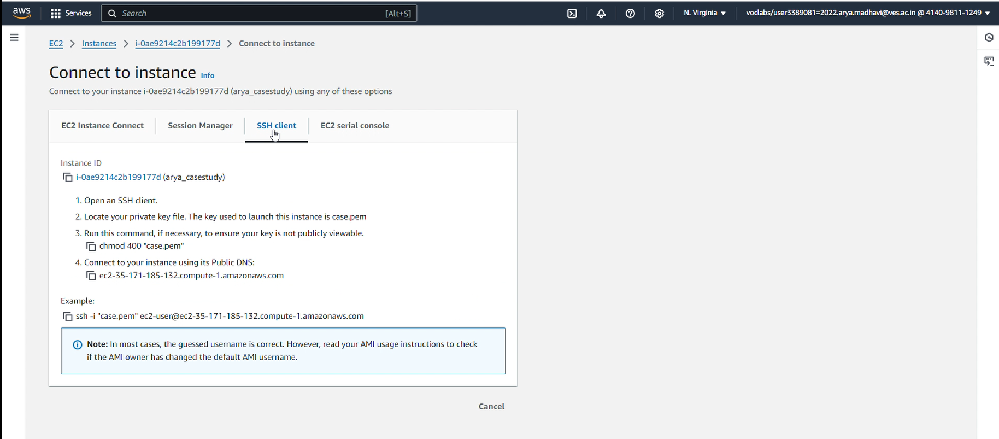 aws Services Search [Alt+S] N. Virginia voclabs/user3389081=2022.arya.madhavi@ves.ac.in @ 4140-9811-1249
EC2 > Instances > i-0ae9214c2b199177d > Connect to instance
Connect to instance Info
Connect to your instance i-0ae9214c2b199177d (arya_casestudy) using any of these options
EC2 Instance Connect Session Manager SSH client EC2 serial console
Instance ID
i-0ae9214c2b199177d (arya_casestudy)
1. Open an SSH client.
2. Locate your private key file. The key used to launch this instance is case.pem
3. Run this command, if necessary, to ensure your key is not publicly viewable.
chmod 400 "case.pem"
4. Connect to your instance using its Public DNS:
ec2-35-171-185-132.compute-1.amazonaws.com
Example:
ssh -i "case.pem" ec2-user@ec2-35-171-185-132.compute-1.amazonaws.com
Note: In most cases, the guessed username is correct. However, read your AMI usage instructions to check
if the AMI owner has changed the default AMI username.
Cancel